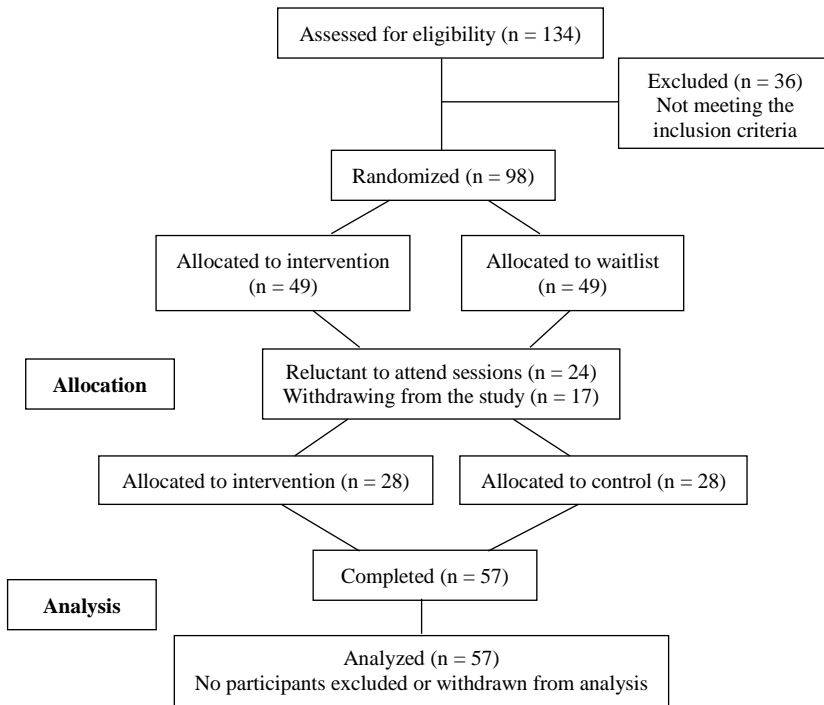 Assessed for eligibility (n = 134)
Excluded (n = 36)
Not meeting the
inclusion criteria
Randomized (n = 98)
Allocated to intervention
(n = 49)
Allocated to waitlist
(n = 49)
Allocation
Reluctant to attend sessions (n = 24)
Withdrawing from the study (n = 17)
Allocated to intervention (n = 28)
Allocated to control (n = 28)
Completed (n = 57)
Analysis
Analyzed (n = 57)
No participants excluded or withdrawn from analysis